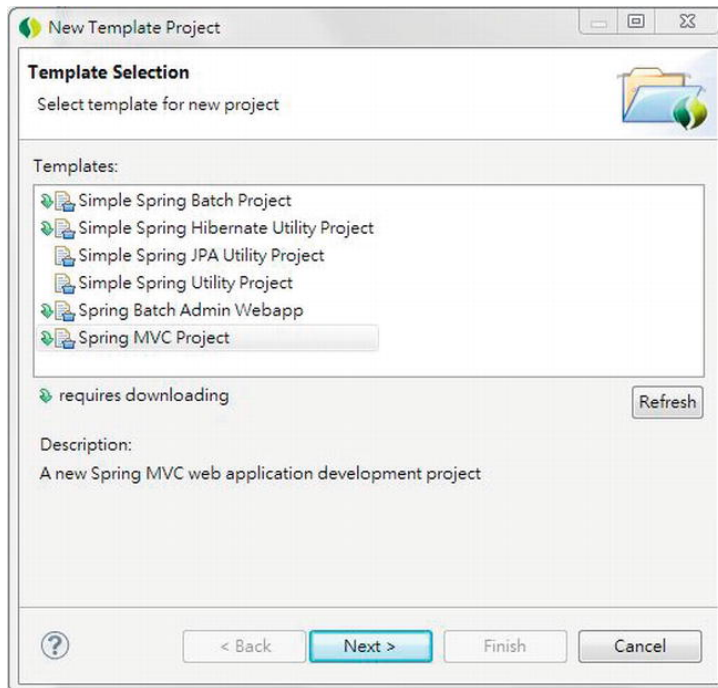 New Template Project
Template Selection
Select template for new project
Templates:
Simple Spring Batch Project
Simple Spring Hibernate Utility Project
Simple Spring JPA Utility Project
Simple Spring Utility Project
Spring Batch Admin Webapp
Spring MVC Project
requires downloading
Refresh
Description:
A new Spring MVC web application development project
? < Back Next > Finish Cancel